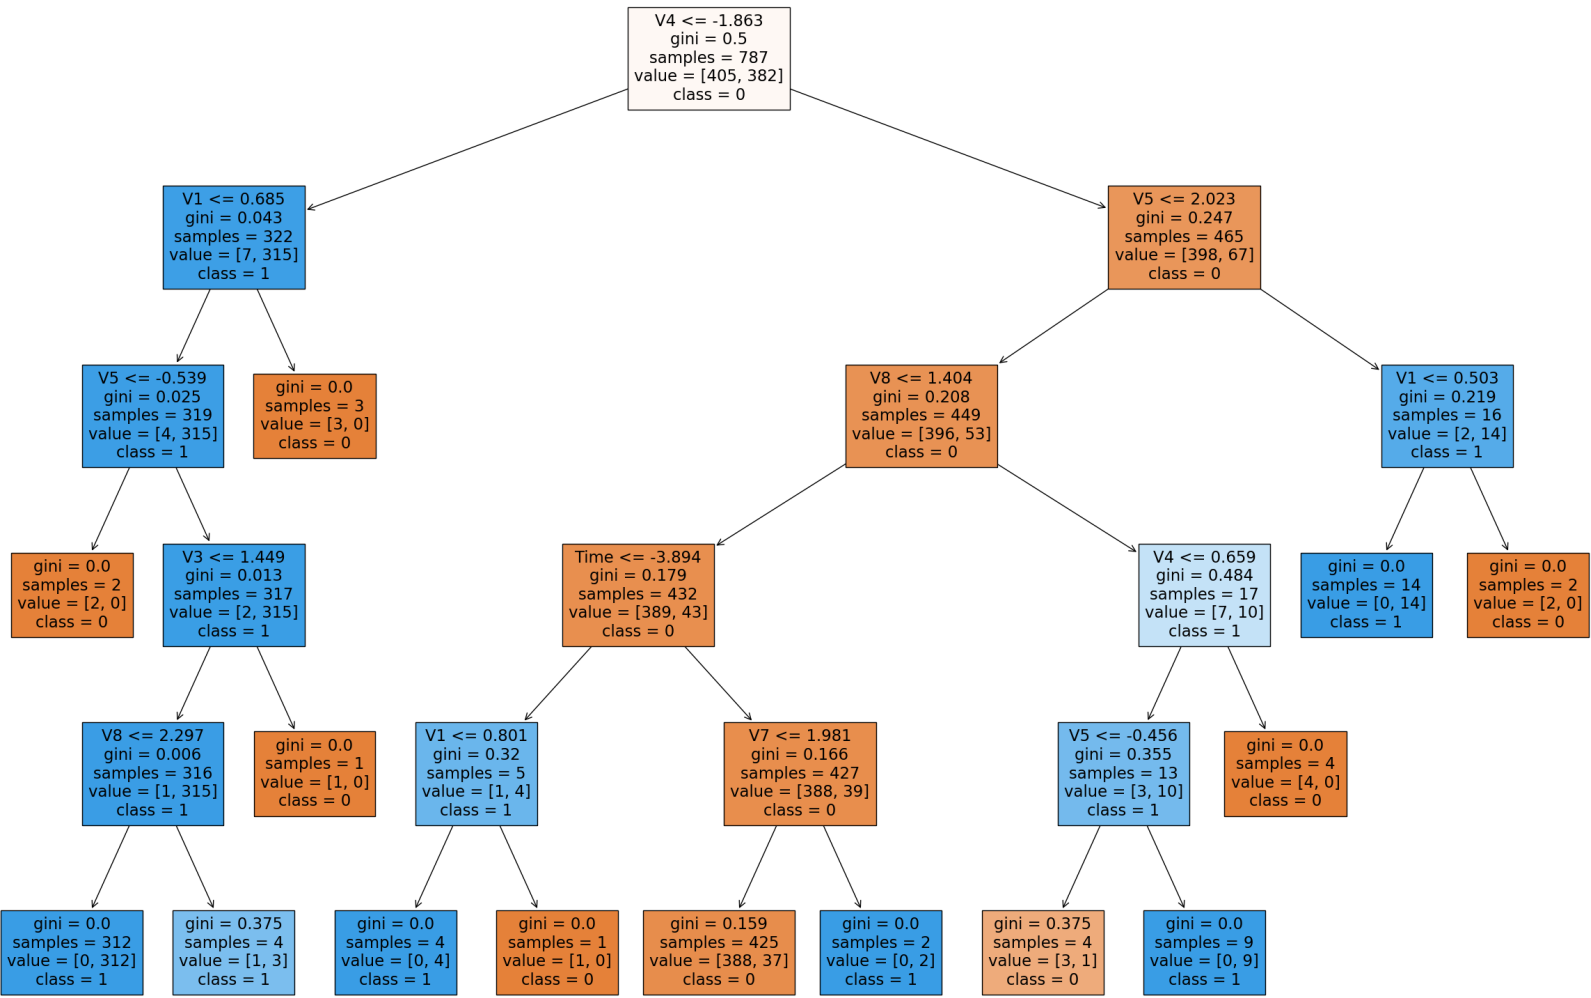 V4 <= -1.863
gini = 0.5
samples = 787
value = [405, 382]
class = 0
V1 <= 0.685
gini = 0.043
samples = 322
value = [7, 315]
class = 1
V5 <= 2.023
gini = 0.247
samples = 465
value = [398, 67]
class = 0
V5 <= -0.539
gini = 0.025
samples = 319
value = [4, 315]
class = 1
gini = 0.0
samples = 3
value = [3, 0]
class = 0
V8 <= 1.404
gini = 0.208
samples = 449
value = [396, 53]
class = 0
V1 <= 0.503
gini = 0.219
samples = 16
value = [2, 14]
class = 1
gini = 0.0
samples = 2
value = [2, 0]
class = 0
V3 <= 1.449
gini = 0.013
samples = 317
value = [2, 315]
class = 1
Time <= -3.894
gini = 0.179
samples = 432
value = [389, 43]
class = 0
V4 <= 0.659
gini = 0.484
samples = 17
value = [7, 10]
class = 1
gini = 0.0
samples = 14
value = [0, 14]
class = 1
gini = 0.0
samples = 2
value = [2, 0]
class = 0
V8 <= 2.297
gini = 0.006
samples = 316
value = [1, 315]
class = 1
gini = 0.0
samples = 1
value = [1, 0]
class = 0
V1 <= 0.801
gini = 0.32
samples = 5
value = [1, 4]
class = 1
V7 <= 1.981
gini = 0.166
samples = 427
value = [388, 39]
class = 0
V5 <= -0.456
gini = 0.355
samples = 13
value = [3, 10]
class = 1
gini = 0.0
samples = 4
value = [4, 0]
class = 0
gini = 0.0
samples = 312
value = [0, 312]
class = 1
gini = 0.375
samples = 4
value = [1, 3]
class = 1
gini = 0.0
samples = 4
value = [0, 4]
class = 1
gini = 0.0
samples = 1
value = [1, 0]
class = 0
gini = 0.159
samples = 425
value = [388, 37]
class = 0
gini = 0.0
samples = 2
value = [0, 2]
class = 1
gini = 0.375
samples = 4
value = [3, 1]
class = 0
gini = 0.0
samples = 9
value = [0, 9]
class = 1